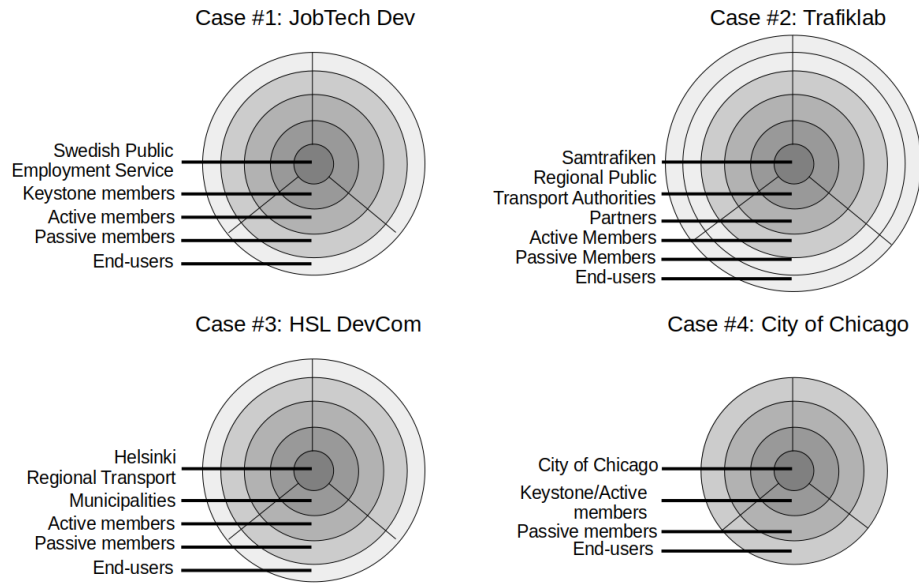 Case #1: JobTech Dev
Swedish Public
Employment Service
Keystone members
Active members
Passive members
End-users
Case #2: Trafiklab
Samtrafiken
Regional Public
Transport Authorities
Partners
Active Members
Passive Members
End-users
Case #3: HSL DevCom
Helsinki
Regional Transport
Municipalities
Active members
Passive members
End-users
Case #4: City of Chicago
City of Chicago
Keystone/Active
members
Passive members
End-users